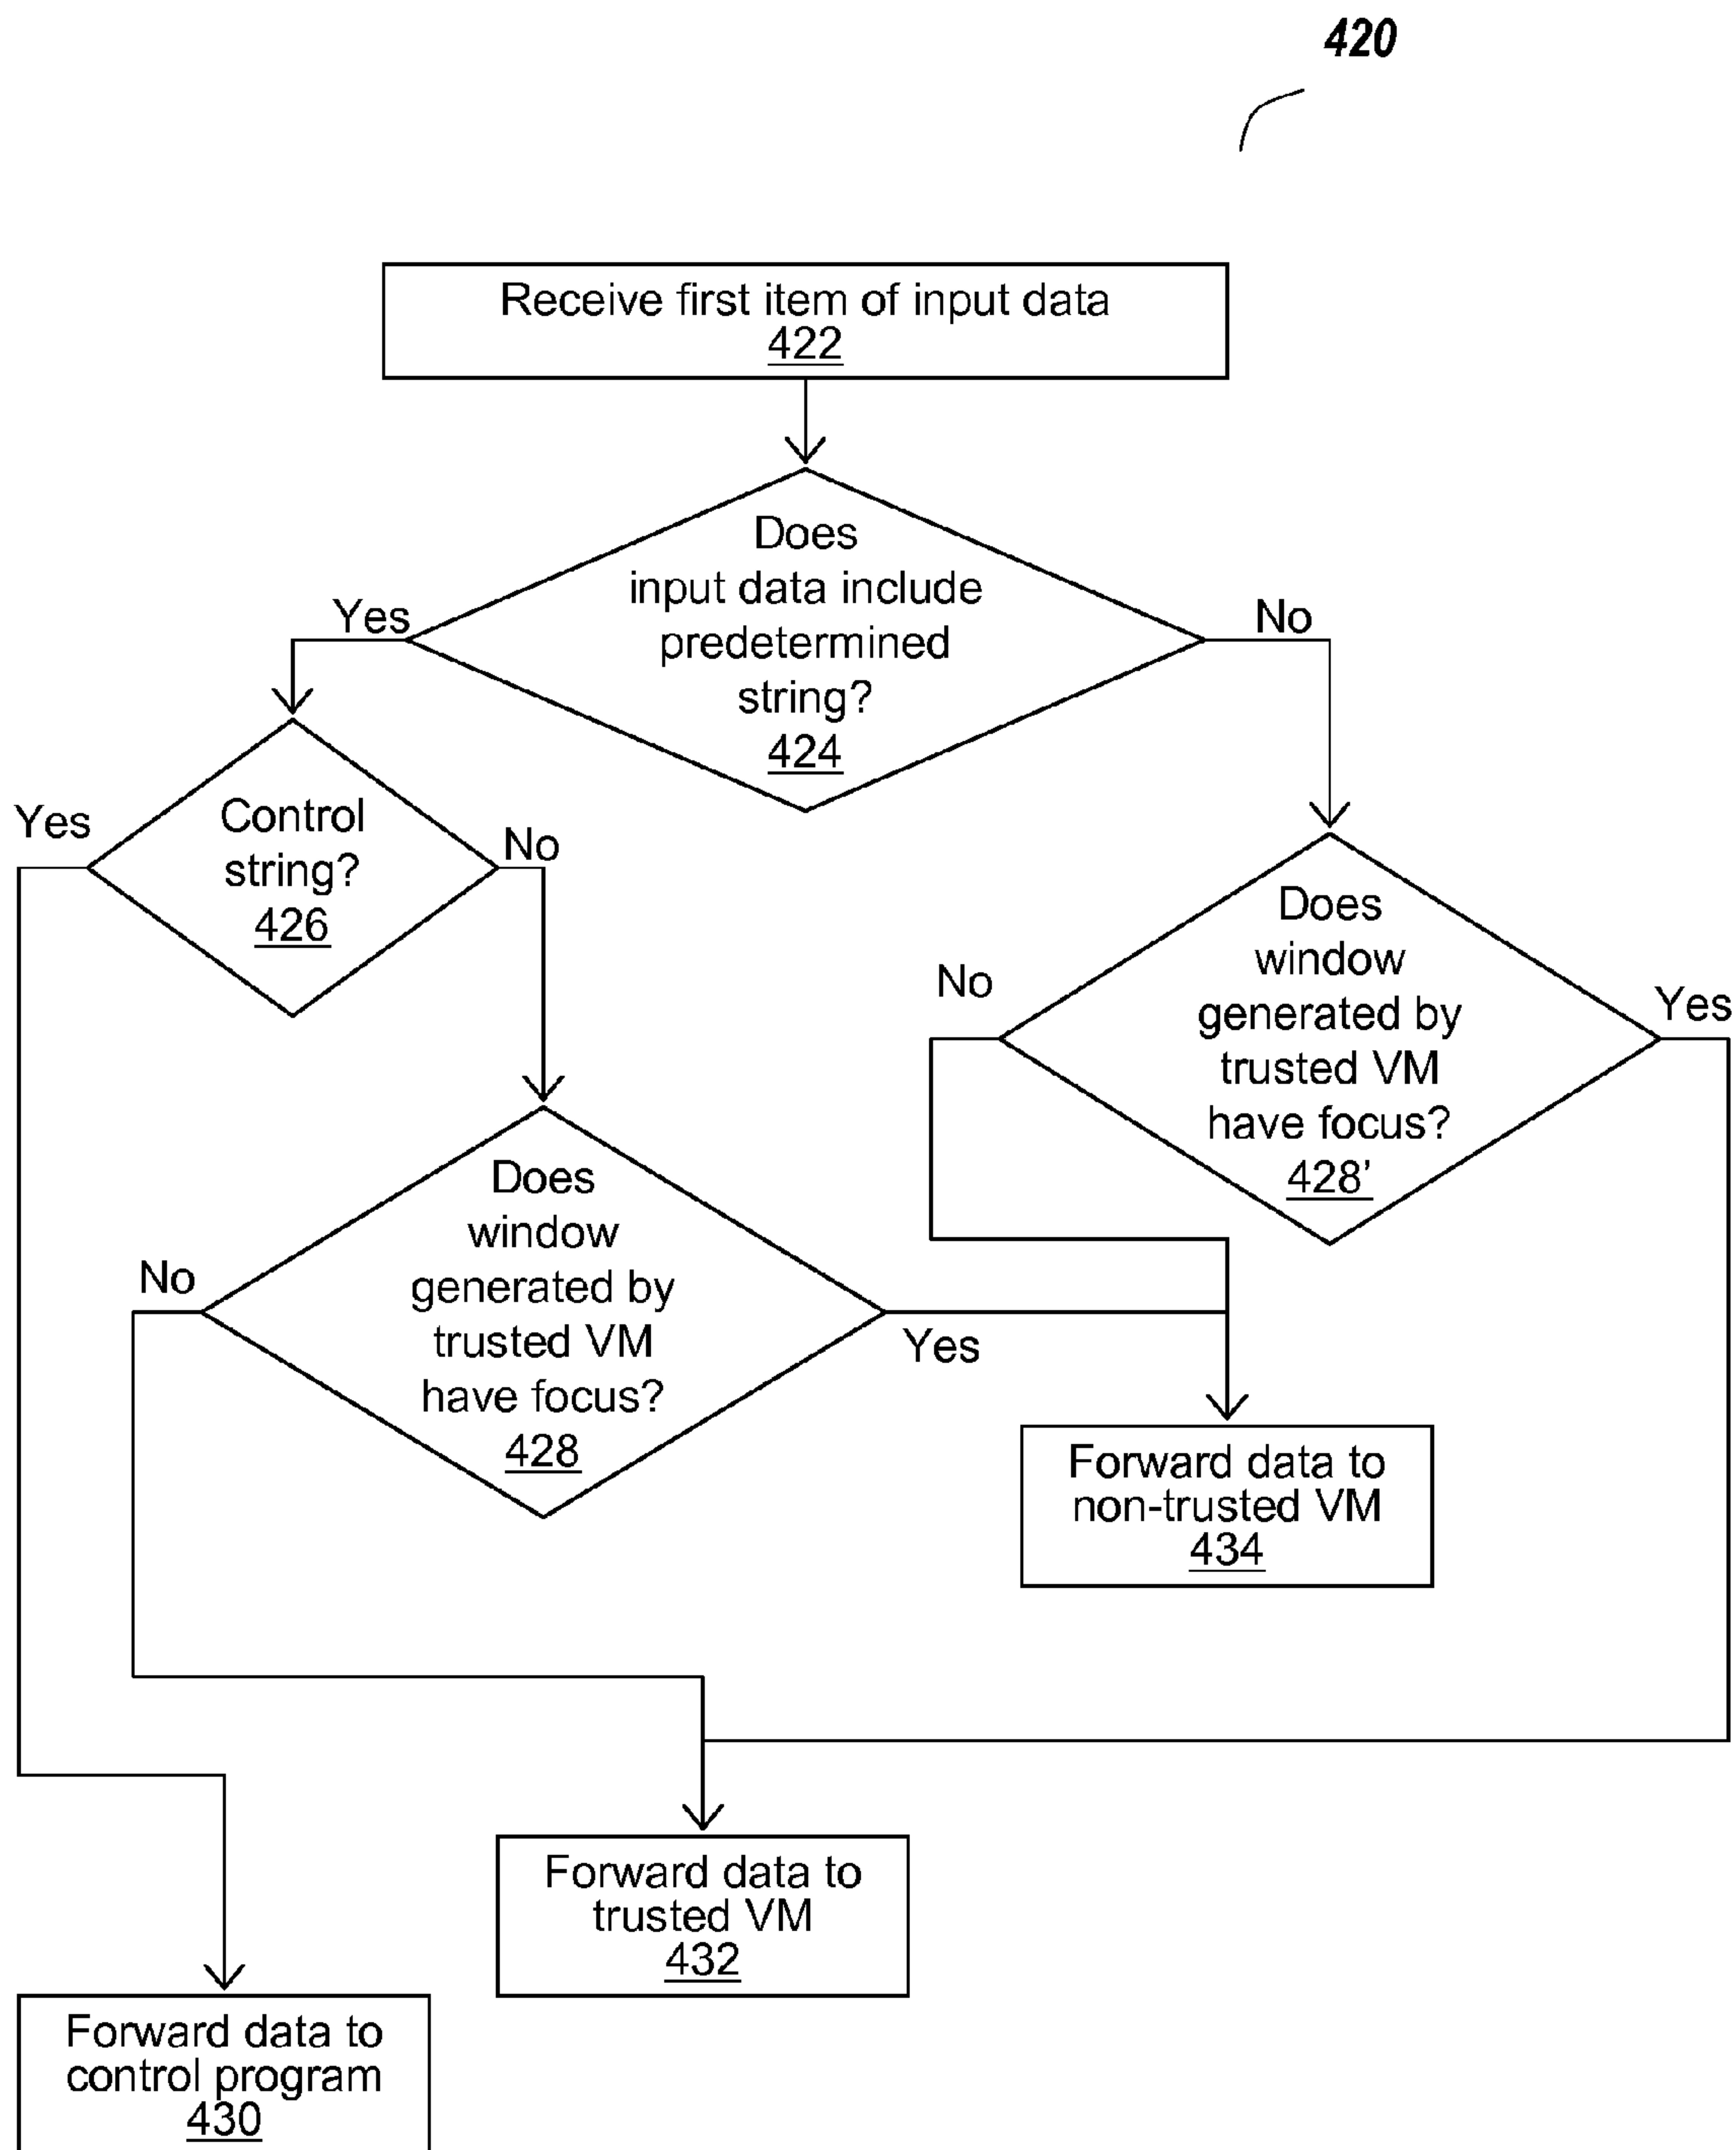 420
Receive first item of input data
422
Does
input data include
predetermined
string?
424
Yes
No
Control
string?
426
Yes
No
Does
window
generated by
trusted VM
have focus?
428’
No
Yes
Does
window
generated by
trusted VM
have focus?
428
No
Yes
Forward data to
non-trusted VM
434
Forward data to
trusted VM
432
Forward data to
control program
430